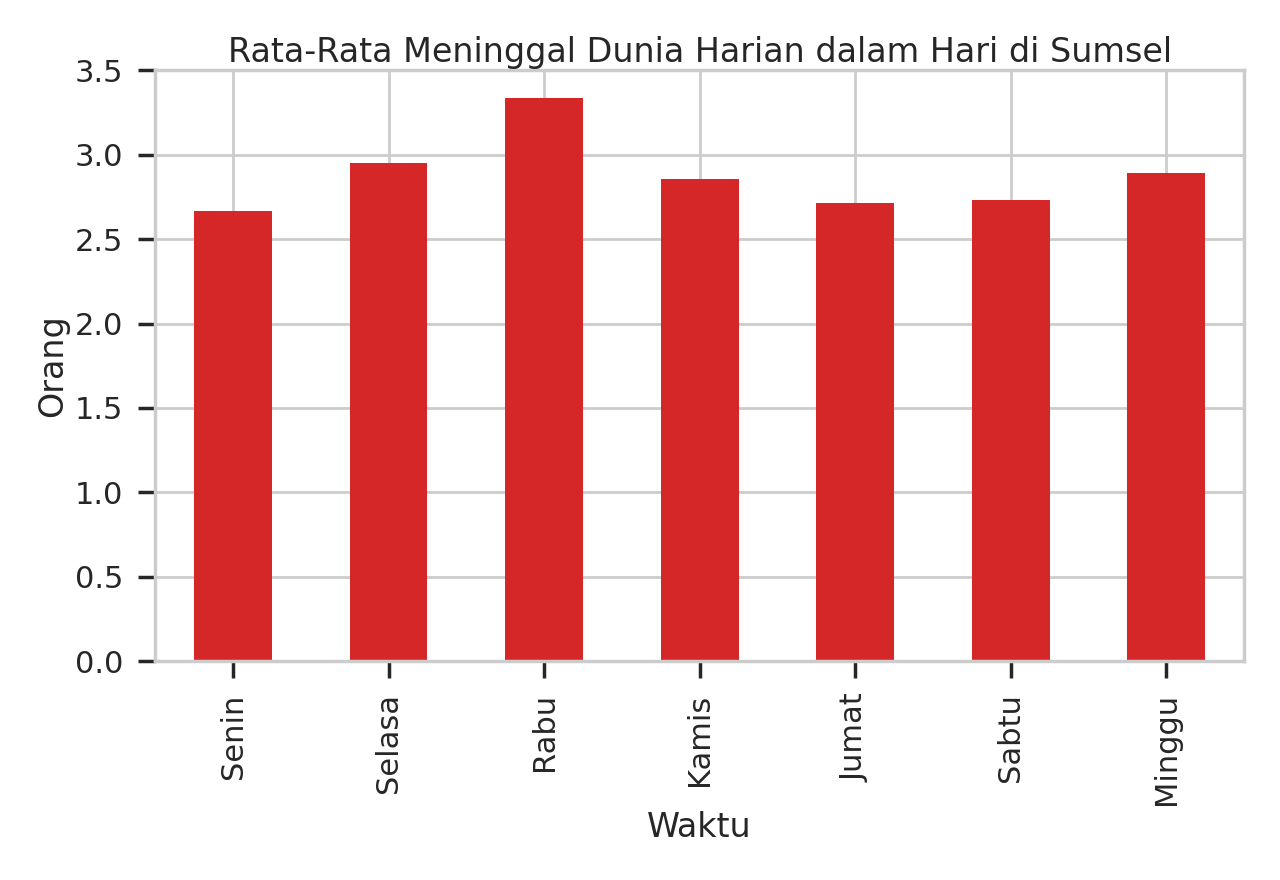 Rata-Rata Meninggal Dunia Harian dalam Hari di Sumsel
3.5
3.0
2.5
2.0
1.5
1.0
0.5
0.0
Orang
Senin
Selasa
Rabu
Kamis
Jumat
Sabtu
Minggu
Waktu